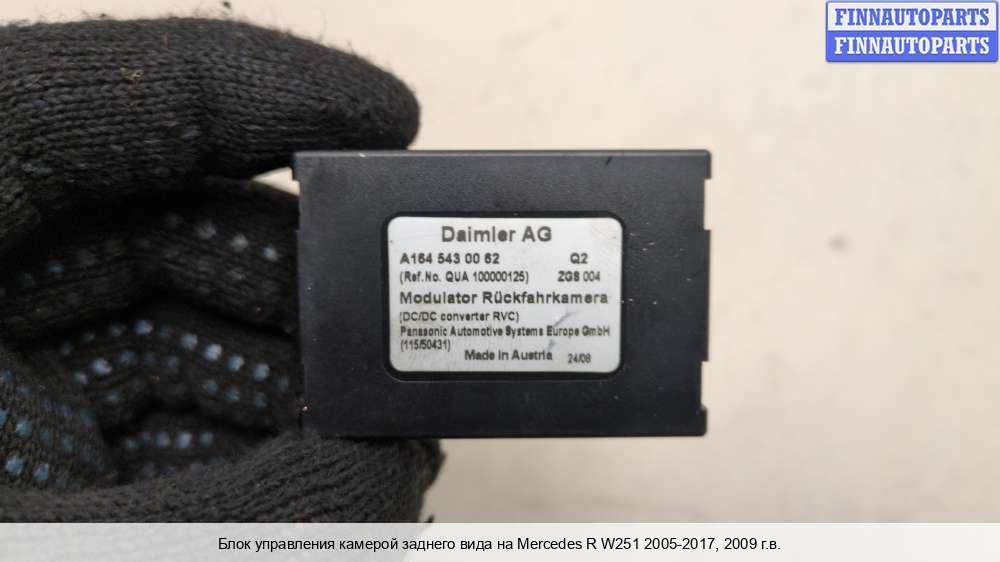 FINNAUTOPARTS
FINNAUTOPARTS
Daimler AG
A164 543 00 62 Q2
(Ref.No. QUA 100000125) ZGS 004
Modulator Rückfahrkamera
(DC/DC converter RVC)
Panasonic Automotive Systems Europe GmbH
(115/50431)
Made in Austria 24/08
Блок управления камерой заднего вида на Mercedes R W251 2005-2017, 2009 г.в.